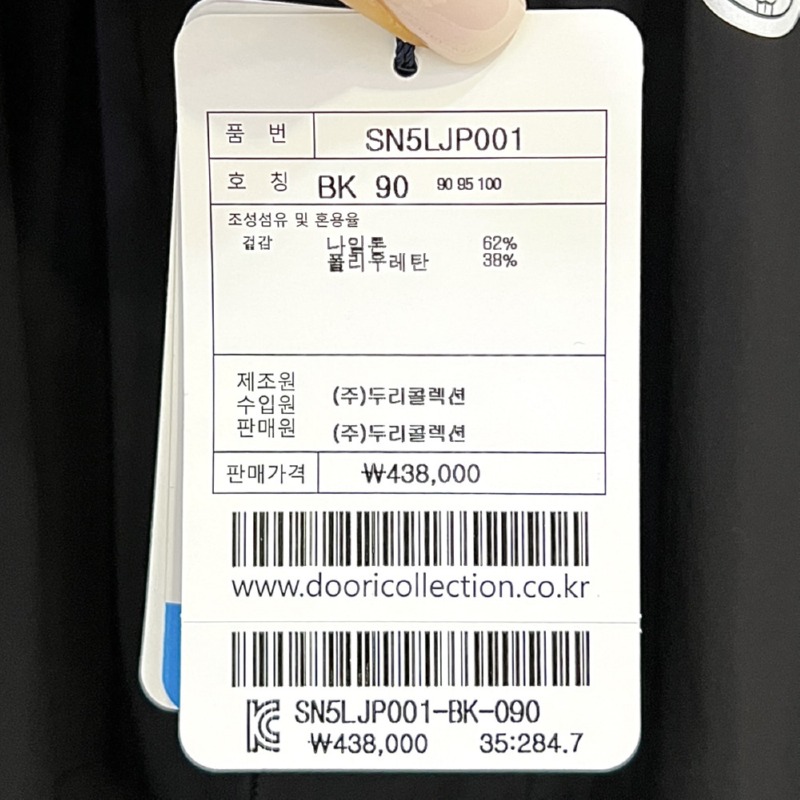 품 번 SN5LJP001
호 칭 BK 90 90 95 100
조성섬유 및 혼용율
겉감 나일론 62%
폴리우레탄 38%
제조원
수입원 (주)두리콜렉션
판매원 (주)두리콜렉션
판매가격 ₩438,000
www.dooricollection.co.kr
SN5LJP001-BK-090
₩438,000 35:284.7